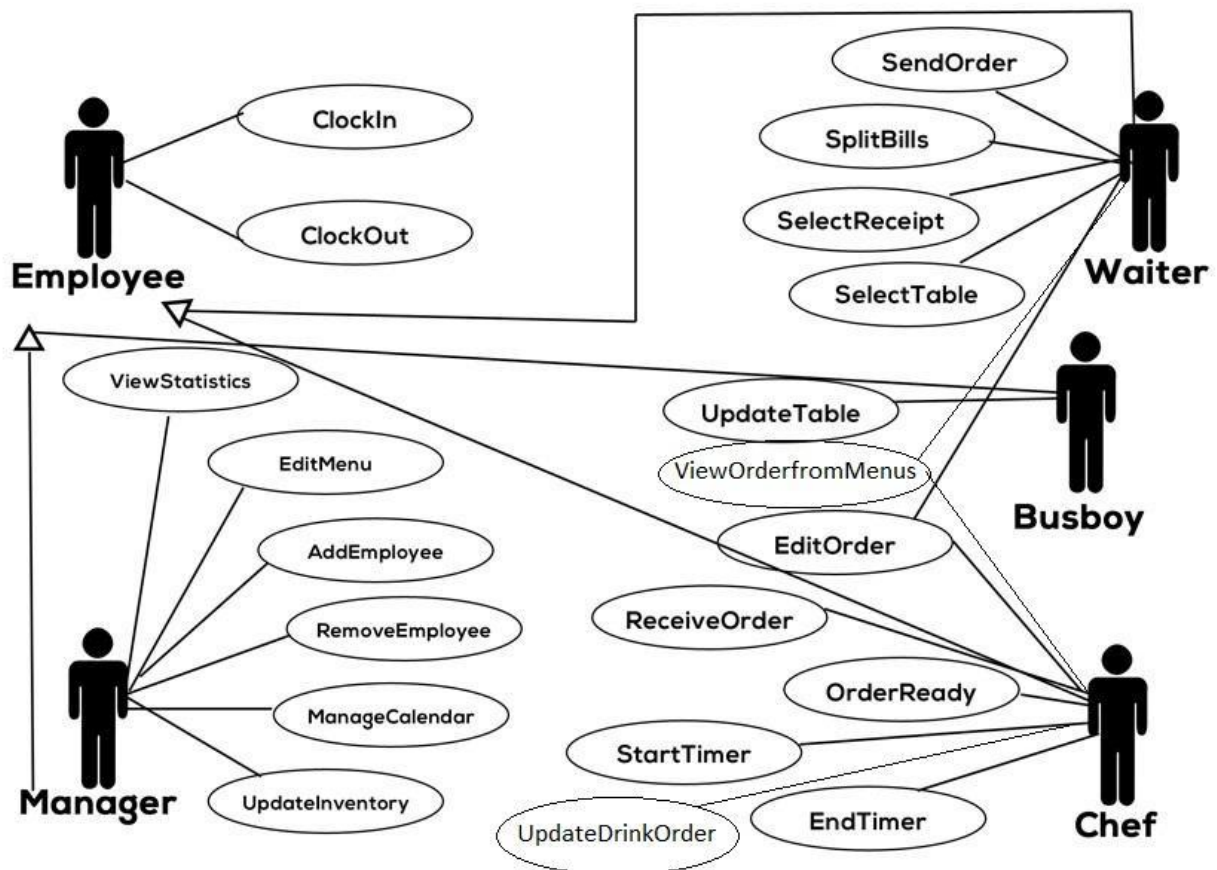 SendOrder
ClockIn
SplitBills
SelectReceipt
ClockOut
Employee
Waiter
SelectTable
ViewStatistics
UpdateTable
EditMenu
ViewOrderfromMenus
Busboy
AddEmployee
EditOrder
RemoveEmployee
ReceiveOrder
OrderReady
ManageCalendar
StartTimer
Manager
UpdateInventory
UpdateDrinkOrder
EndTimer
Chef